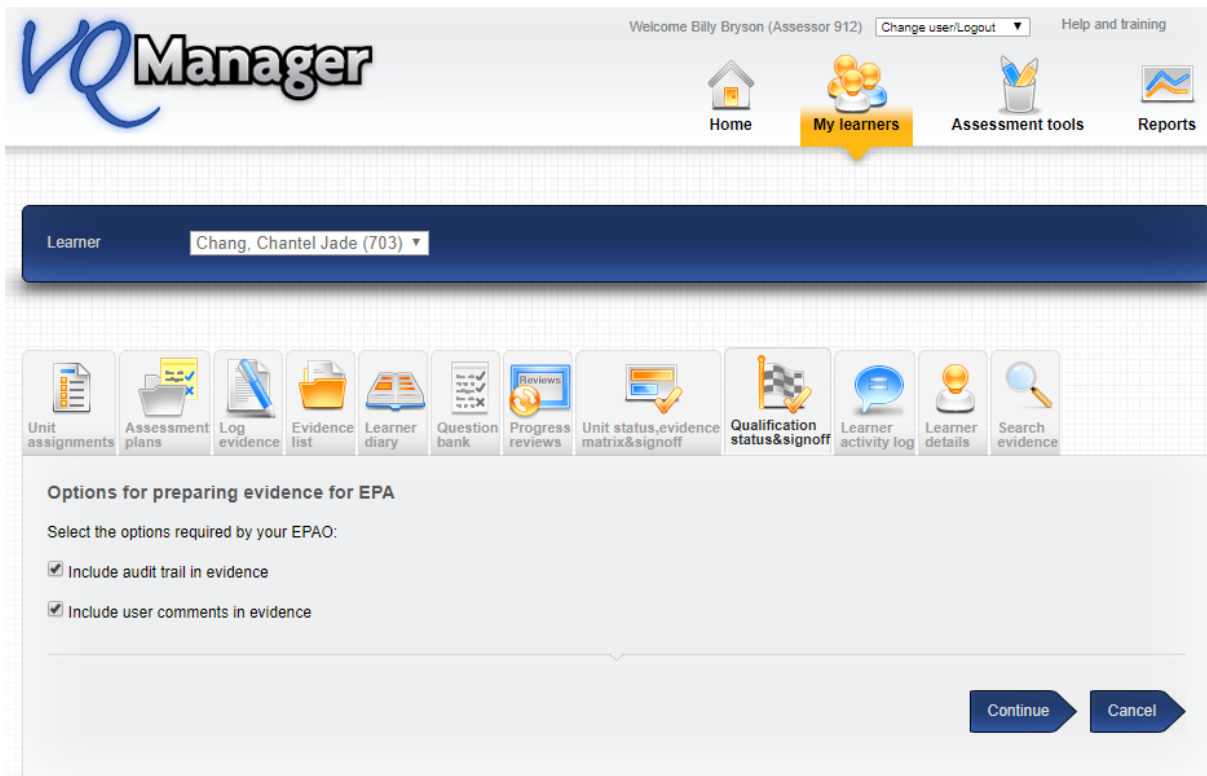 Welcome Billy Bryson (Assessor 912) Change user/Logout Help and training
VQManager
Home My learners Assessment tools Reports
Learner Chang, Chantel Jade (703)
Reviews
Unit assignments
Assessment plans
Log evidence
Evidence list
Learner diary
Question bank
Progress reviews
Unit status,evidence matrix&signoff
Qualification status&signoff
Learner activity log
Learner details
Search evidence
Options for preparing evidence for EPA
Select the options required by your EPAO:
Include audit trail in evidence
Include user comments in evidence
Continue Cancel